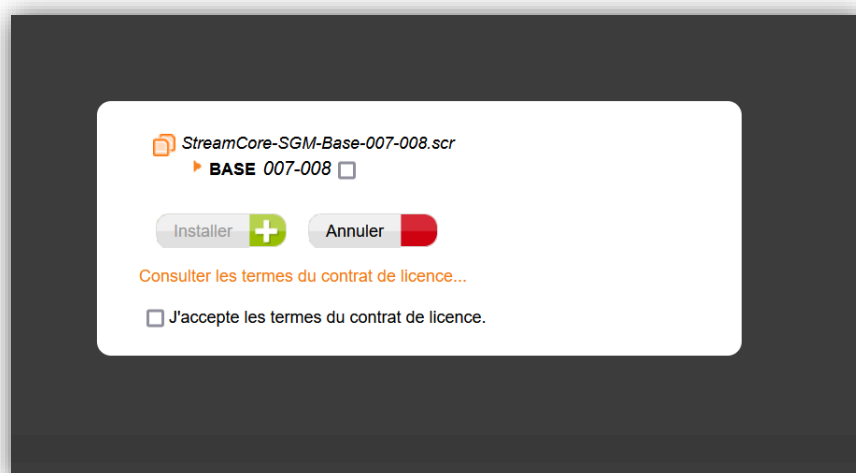 StreamCore-SGM-Base-007-008.scr
BASE 007-008
Installer Annuler
Consulter les termes du contrat de licence...
J'accepte les termes du contrat de licence.